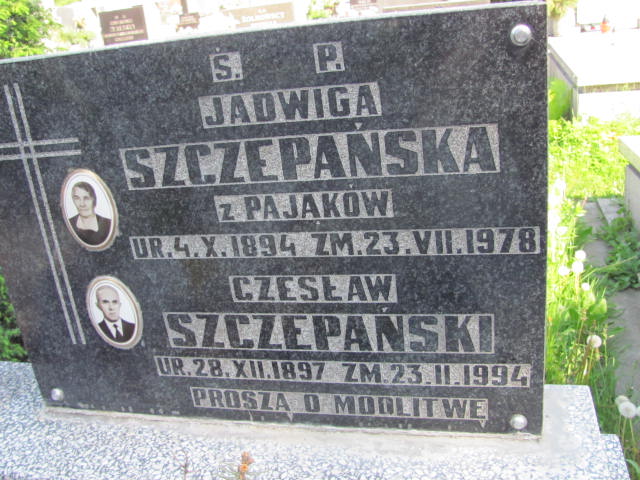 Ś. P.
JADWIGA
SZCZEPAŃSKA
z PAJĄKÓW
UR. 4. X. 1894 ZM. 23. VII. 1978
CZESŁAW
SZCZEPAŃSKI
UR. 28. XII. 1897 ZM. 23. II. 1994
PROSZĄ O MODLITWĘ